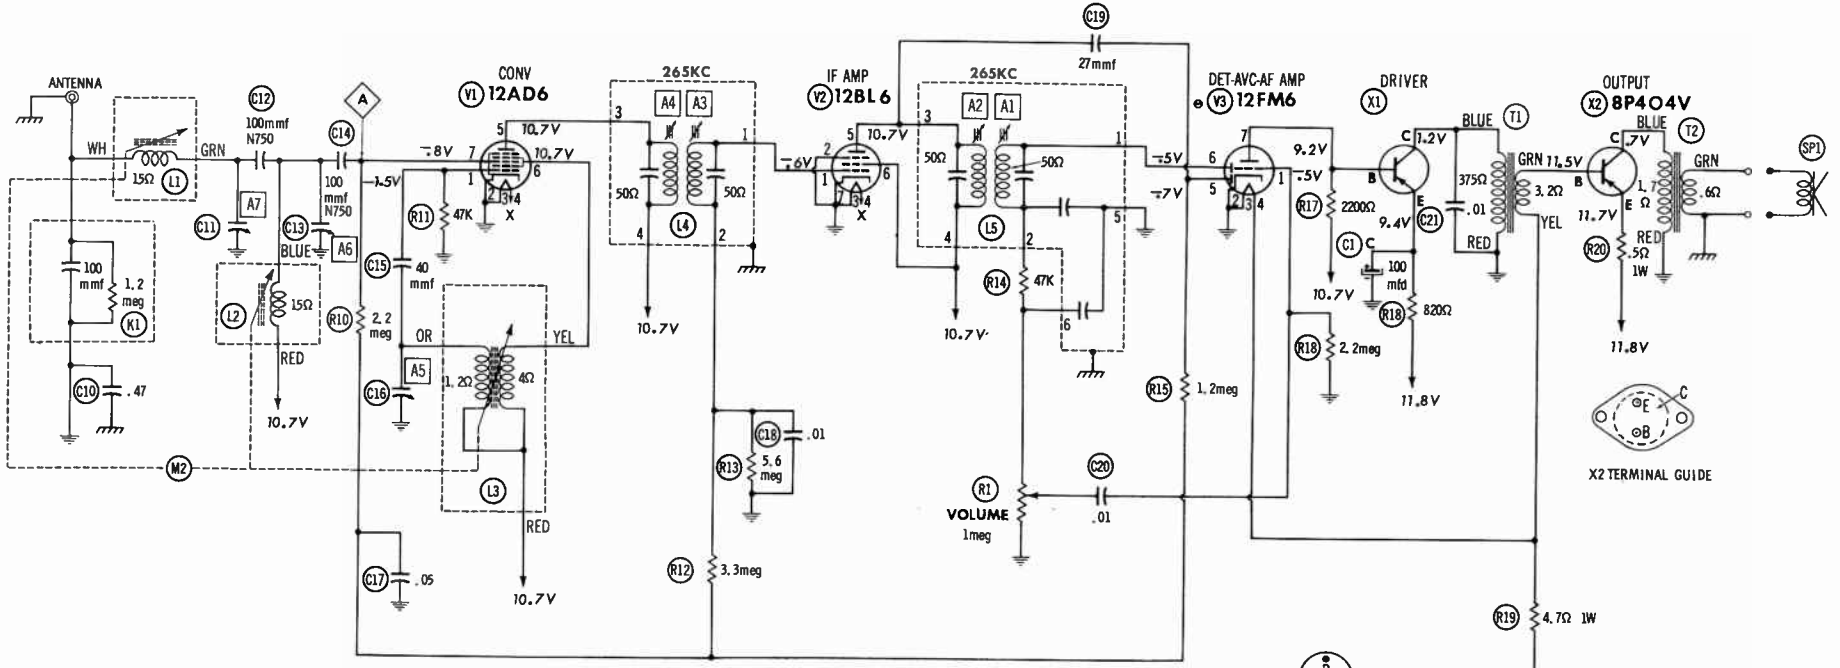 ANTENNA
WH
15Ω
L1
GRN
C12
100mmf
N750
C14
A
C11
A7
C13
100
mmf
N750
BLUE
A6
100
mmf
1.2
meg
K1
C10
.47
L2
15Ω
RED
10.7V
M2
R10
2.2
meg
C17
.05
CONV
V1 12AD6
-.8V
-1.5V
7
1
5
10.7V
10.7V
6
2
3
4
X
R11
47K
C15
40
mmf
OR
YEL
A5
C16
1.2Ω
4Ω
L3
RED
10.7V
265KC
A4
A3
3
1
50Ω
50Ω
L4
4
2
10.7V
C18
.01
R13
5.6
meg
R12
3.3meg
IF AMP
V2 12BL6
-.6V
2
1
5
10.7V
6
3
4
X
C19
27mmf
265KC
A2
A1
3
1
50Ω
50Ω
L5
4
2
5
R14
47K
6
10.7V
R1
VOLUME
1meg
C20
.01
R15
1.2meg
DET-AVC-AF AMP
V3 12FM6
-.5V
-.7V
6
5
7
1
-.5V
2
3
4
9.2V
R17
2200Ω
10.7V
R18
2.2meg
DRIVER
X1
C
1.2V
B
E
9.4V
C1
C
100
mfd
R18
820Ω
11.8V
BLUE
T1
375Ω
C21
.01
RED
GRN
11.5V
3.2Ω
YEL
OUTPUT
X2 8P404V
BLUE
C
.7V
B
E
11.7V
1.7
Ω
RED
R20
.5Ω
1W
11.8V
T2
GRN
.6Ω
SP1
E
C
B
X2 TERMINAL GUIDE
R19
4.7Ω 1W